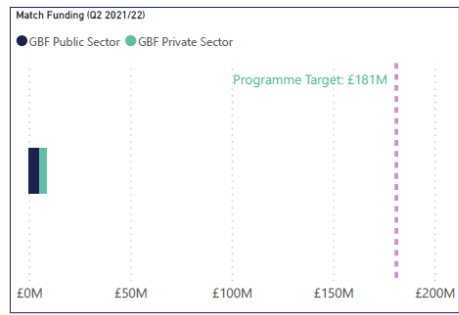 Match Funding (Q2 2021/22)
GBF Public Sector GBF Private Sector
Programme Target: £181M
£0M £50M £100M £150M £200M